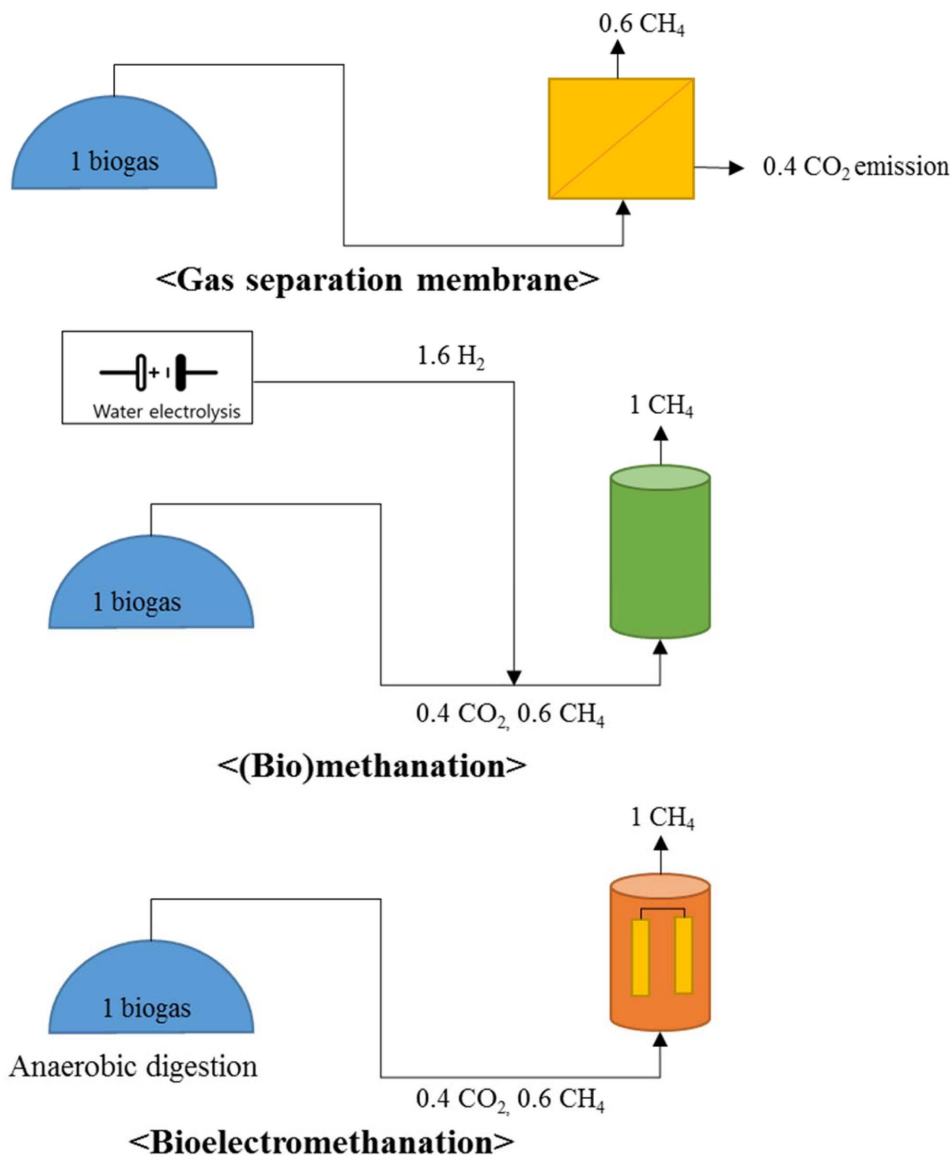 0.6 CH₄
1 biogas
0.4 CO₂ emission
<Gas separation membrane>
1.6 H₂
+
Water electrolysis
1 CH₄
1 biogas
0.4 CO₂, 0.6 CH₄
<(Bio)methanation>
1 CH₄
1 biogas
Anaerobic digestion
0.4 CO₂, 0.6 CH₄
<Bioelectromethanation>